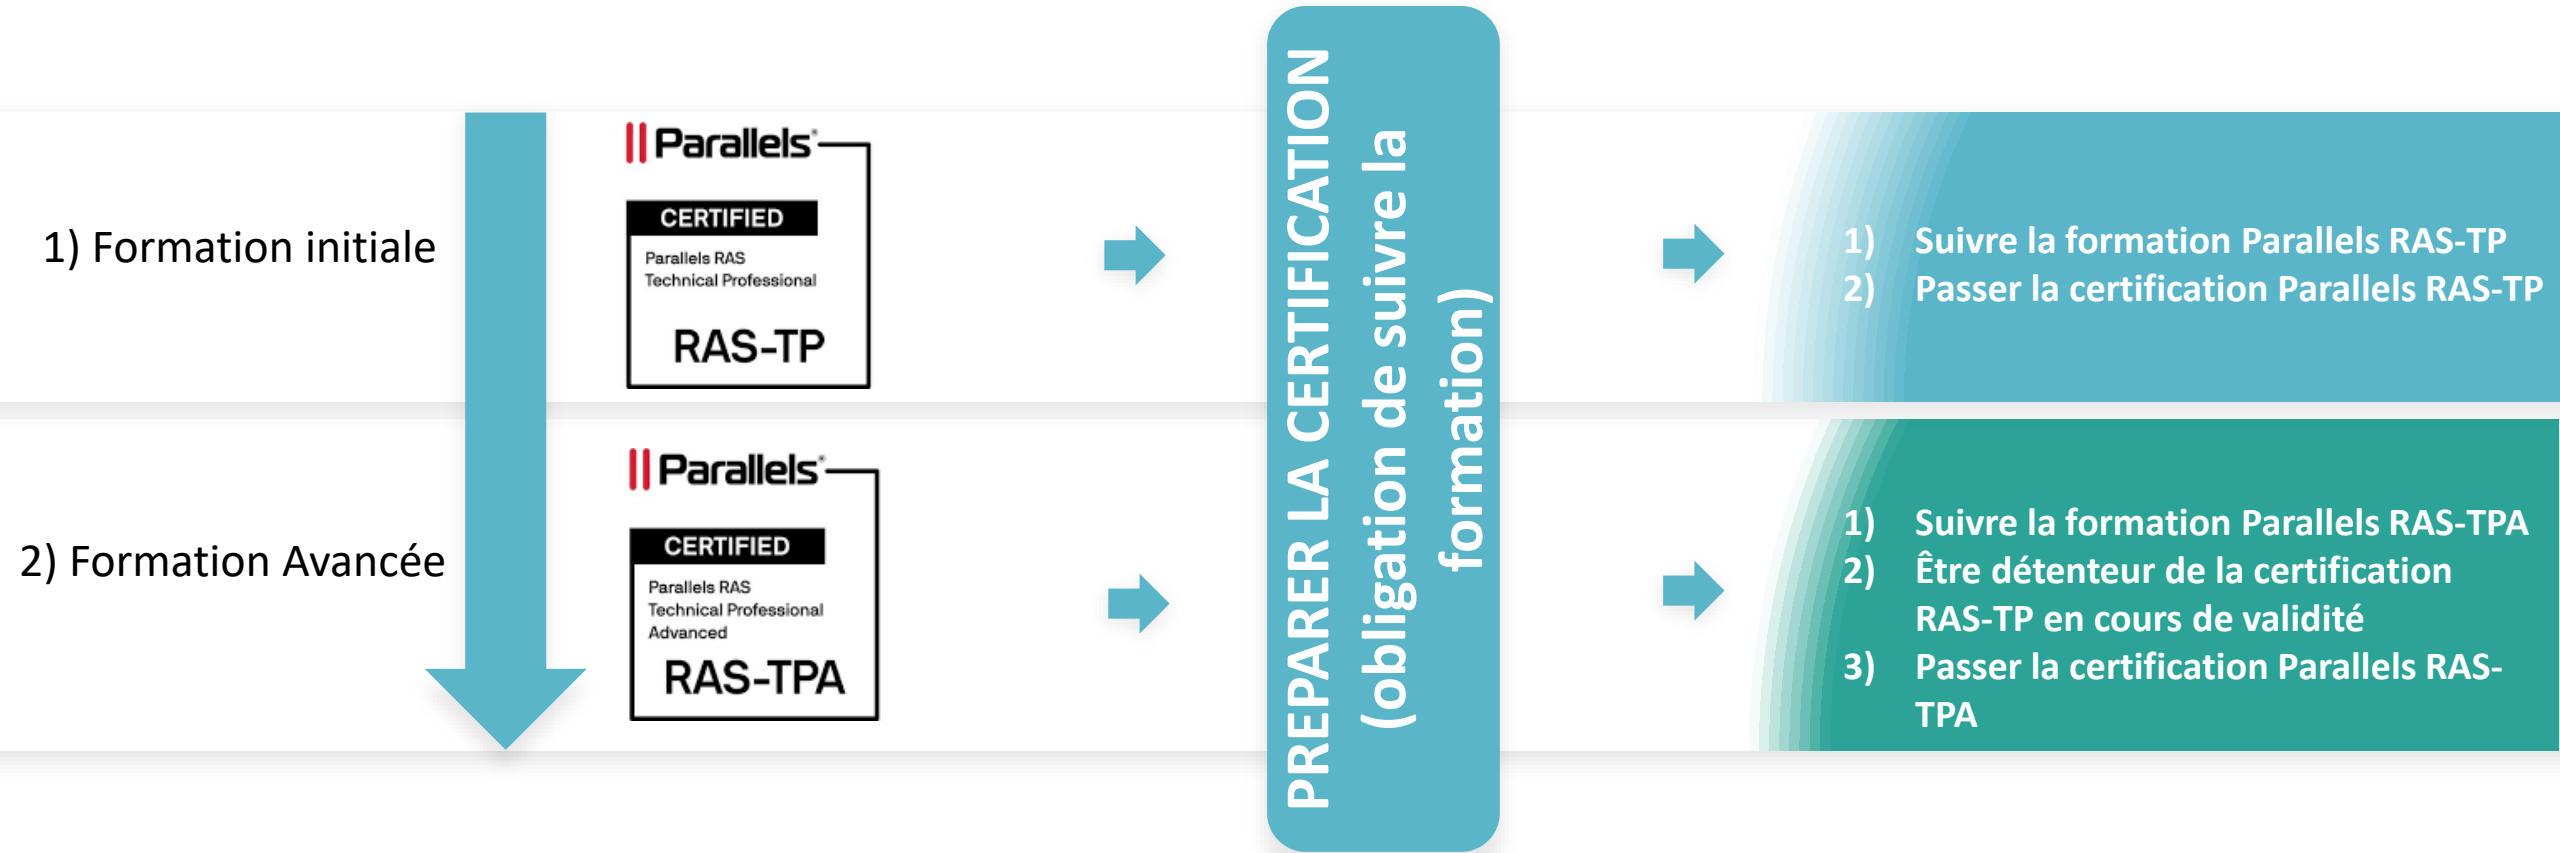 1) Formation initiale
Parallels®
CERTIFIED
Parallels RAS
Technical Professional
RAS-TP
PREPARER LA CERTIFICATION
(obligation de suivre la
formation)
1) Suivre la formation Parallels RAS-TP
2) Passer la certification Parallels RAS-TP
2) Formation Avancée
Parallels®
CERTIFIED
Parallels RAS
Technical Professional
Advanced
RAS-TPA
1) Suivre la formation Parallels RAS-TPA
2) Être détenteur de la certification
RAS-TP en cours de validité
3) Passer la certification Parallels RAS-
TPA